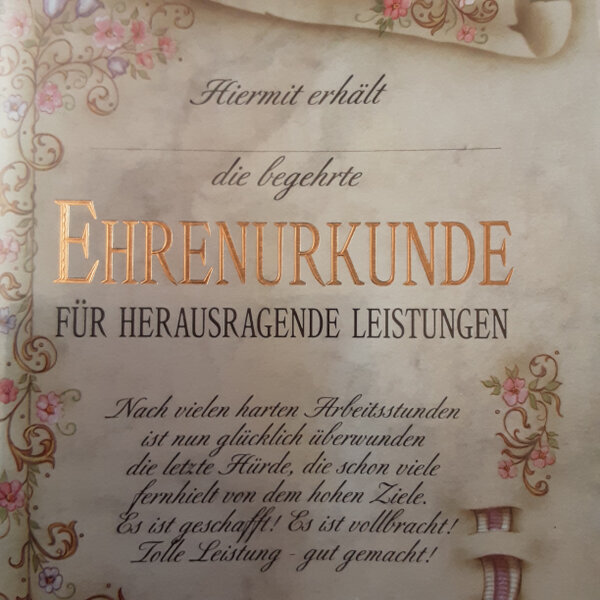 Hiermit erhält
die begehrte
EHRENURKUNDE
FÜR HERAUSRAGENDE LEISTUNGEN
Nach vielen harten Arbeitsstunden
ist nun glücklich überwunden
die letzte Hürde, die schon viele
fernhielt von dem hohen Ziele.
Es ist geschafft! Es ist vollbracht!
Tolle Leistung - gut gemacht!